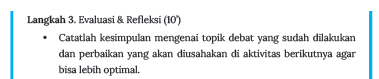 Langkah 3. Evaluasi & Refleksi (10’)
• Catatlah kesimpulan mengenai topik debat yang sudah dilakukan
dan perbaikan yang akan diusahakan di aktivitas berikutnya agar
bisa lebih optimal.